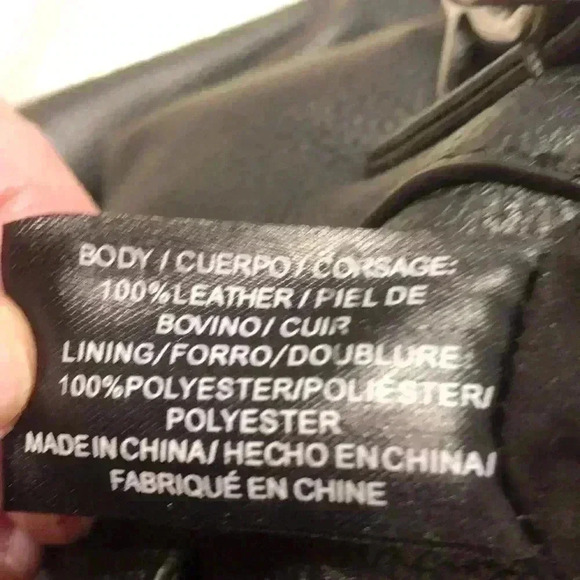 BODY / CUERPO / CORSAGE:
100% LEATHER / PIEL DE
BOVINO / CUIR
LINING/FORRO/DOUBLURE:
100%POLYESTER/POLIÉSTER/
POLYESTER
MADE IN CHINA/ HECHO EN CHINA/
FABRIQUÉ EN CHINE